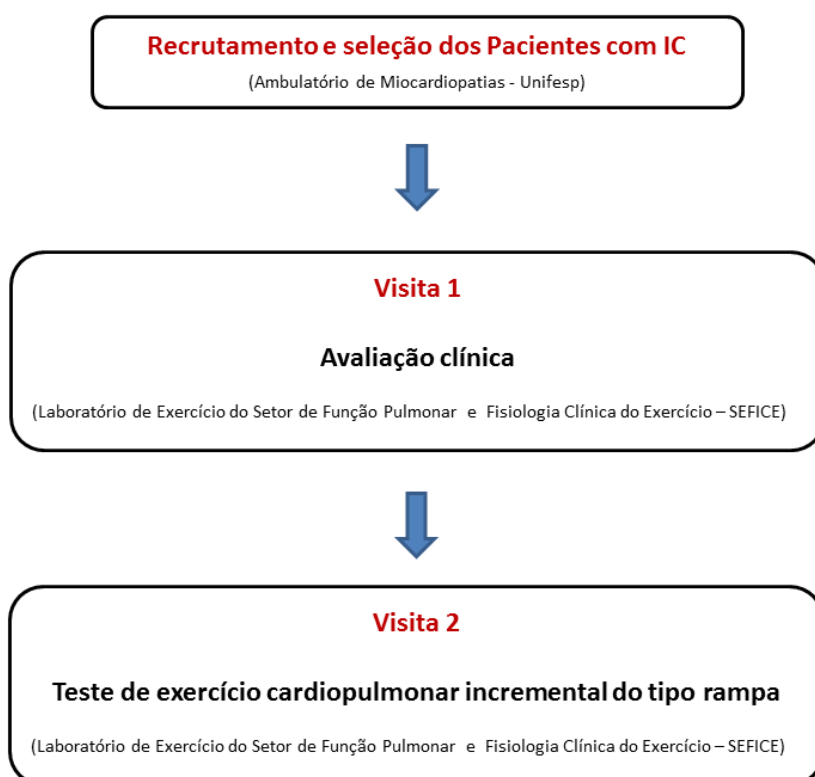 Recrutamento e seleção dos Pacientes com IC
(Ambulatório de Miocardiopatias - Unifesp)
Visita 1
Avaliação clínica
(Laboratório de Exercício do Setor de Função Pulmonar e Fisiologia Clínica do Exercício – SEFICE)
Visita 2
Teste de exercício cardiopulmonar incremental do tipo rampa
(Laboratório de Exercício do Setor de Função Pulmonar e Fisiologia Clínica do Exercício – SEFICE)